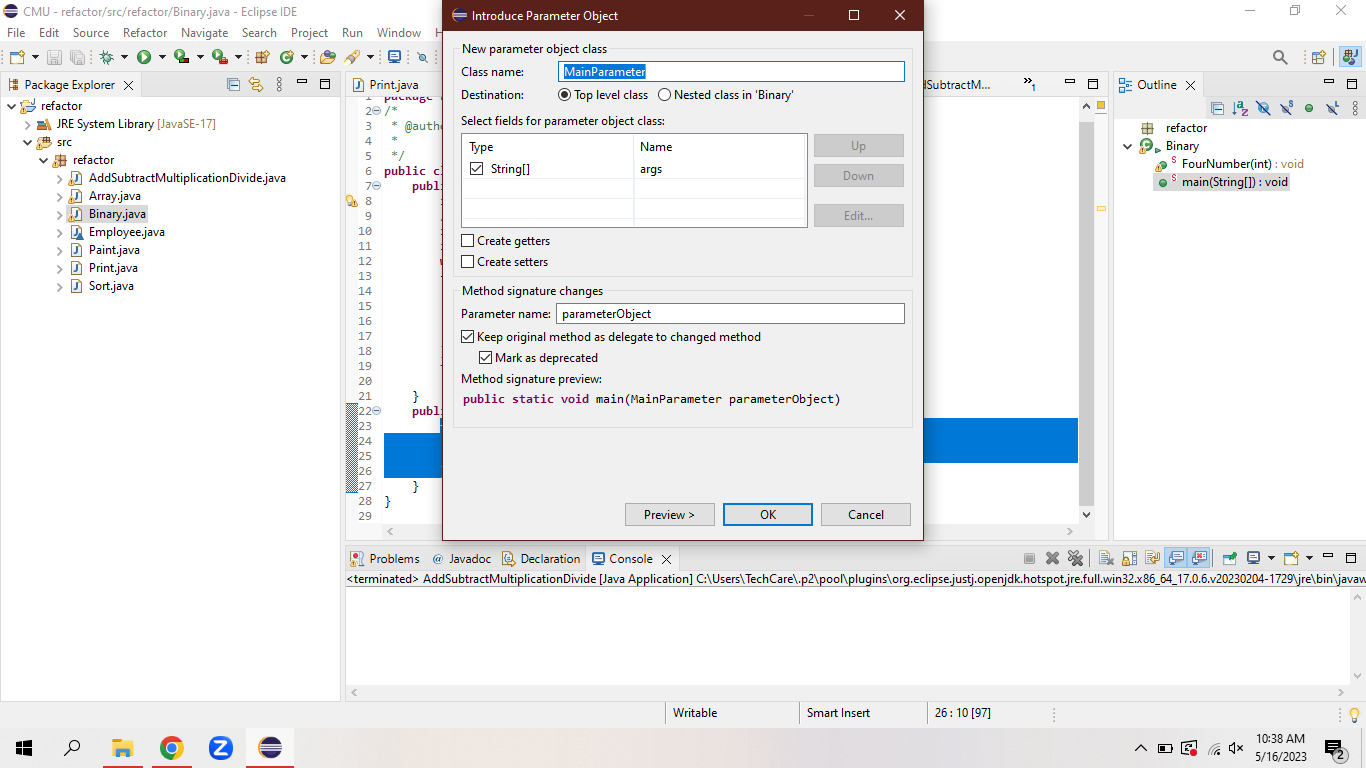 CMU - refactor/src/refactor/Binary.java - Eclipse IDE
Introduce Parameter Object
File Edit Source Refactor Navigate Search Project Run Window
Package Explorer
refactor
JRE System Library [JavaSE-17]
src
refactor
AddSubtractMultiplicationDivide.java
Array.java
Binary.java
Employee.java
Paint.java
Print.java
Sort.java
Print.java
1
2 /*
3 * @auth
4 *
5 */
6 public cl
7 publ
8
9
10
11
12
13
14
15
16
17
18
19
20
21 }
22 publ
23
24
25
26
27 }
28 }
29
New parameter object class
Class name: MainParameter
Destination: Top level class Nested class in 'Binary'
Select fields for parameter object class:
Type Name
String[] args
Up
Down
Edit...
Create getters
Create setters
Method signature changes
Parameter name: parameterObject
Keep original method as delegate to changed method
Mark as deprecated
Method signature preview:
public static void main(MainParameter parameterObject)
Preview > OK Cancel
dSubtractM... »1
Outline
refactor
Binary
FourNumber(int) : void
main(String[]) : void
Problems Javadoc Declaration Console
<terminated> AddSubtractMultiplicationDivide [Java Application] C:\Users\TechCare\.p2\pool\plugins\org.eclipse.justj.openjdk.hotspot.jre.full.win32.x86_64_17.0.6.v20230204-1729\jre\bin\javaw
Writable Smart Insert 26 : 10 [97]
10:38 AM
5/16/2023
2